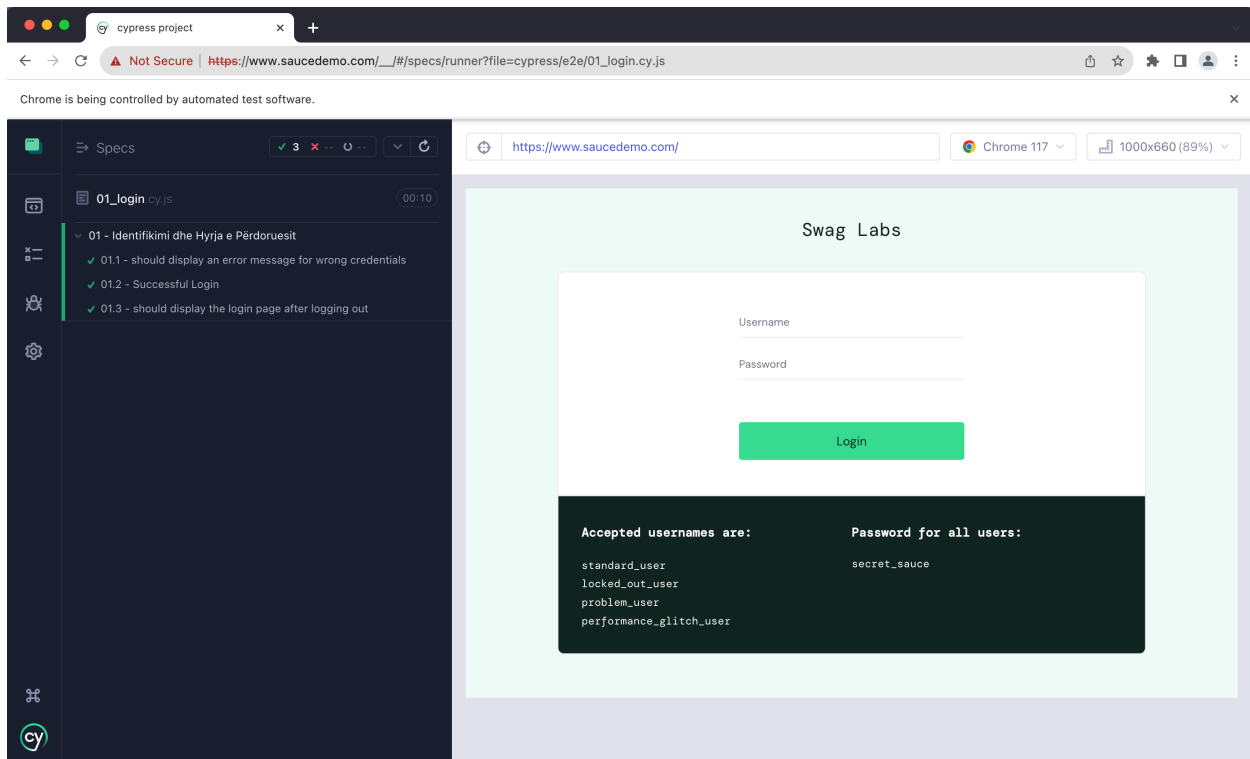 cypress project
Not Secure | https://www.saucedemo.com/__/#/specs/runner?file=cypress/e2e/01_login.cy.js
Chrome is being controlled by automated test software.
Specs
3 -- --
https://www.saucedemo.com/
Chrome 117
1000x660 (89%)
01_login.cy.js
00:10
01 - Identifikimi dhe Hyrja e Përdoruesit
01.1 - should display an error message for wrong credentials
01.2 - Successful Login
01.3 - should display the login page after logging out
Swag Labs
Username
Password
Login
Accepted usernames are:
standard_user
locked_out_user
problem_user
performance_glitch_user
Password for all users:
secret_sauce
cy